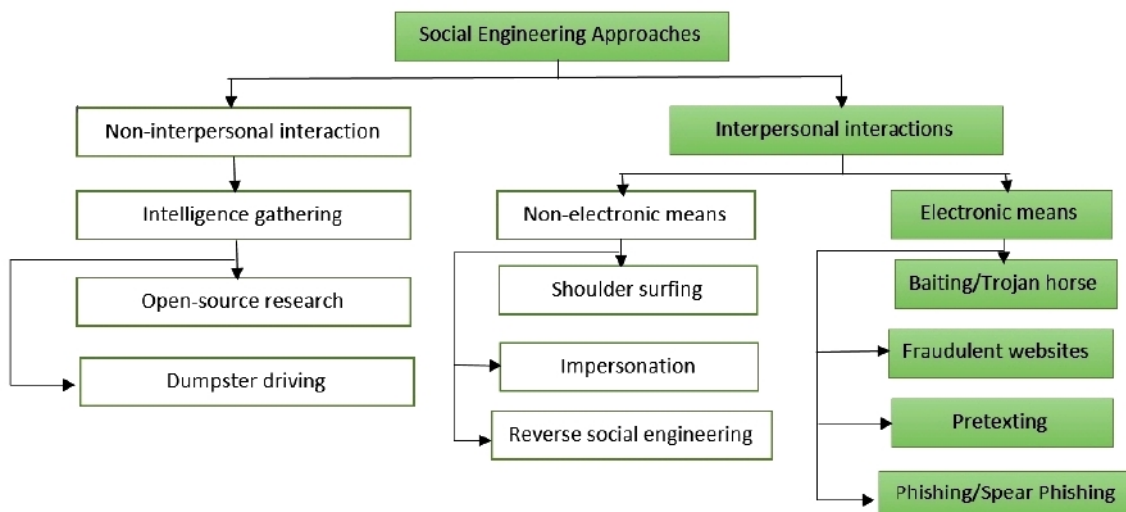 Social Engineering Approaches
Non-interpersonal interaction
Interpersonal interactions
Intelligence gathering
Non-electronic means
Electronic means
Open-source research
Shoulder surfing
Baiting/Trojan horse
Dumpster driving
Impersonation
Fraudulent websites
Reverse social engineering
Pretexting
Phishing/Spear Phishing